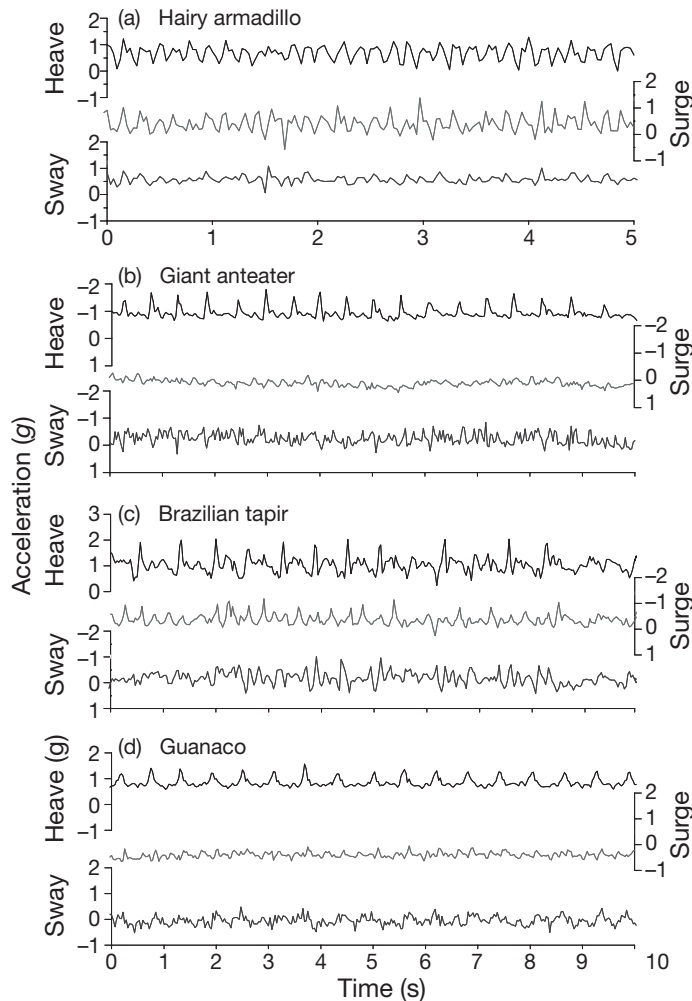 (a) Hairy armadillo
Heave
2
1
0
−1
Surge
2
1
0
−1
Sway
2
1
0
−1
0 1 2 3 4 5
(b) Giant anteater
Heave
−2
−1
0
1
Surge
−2
−1
0
1
Sway
−2
−1
0
1
Acceleration (g)
(c) Brazilian tapir
Heave
3
2
1
0
Surge
−2
−1
0
1
Sway
−2
−1
0
1
(d) Guanaco
Heave (g)
2
1
0
−1
Surge
2
1
0
−1
Sway
2
1
0
−1
0 1 2 3 4 5 6 7 8 9 10
Time (s)